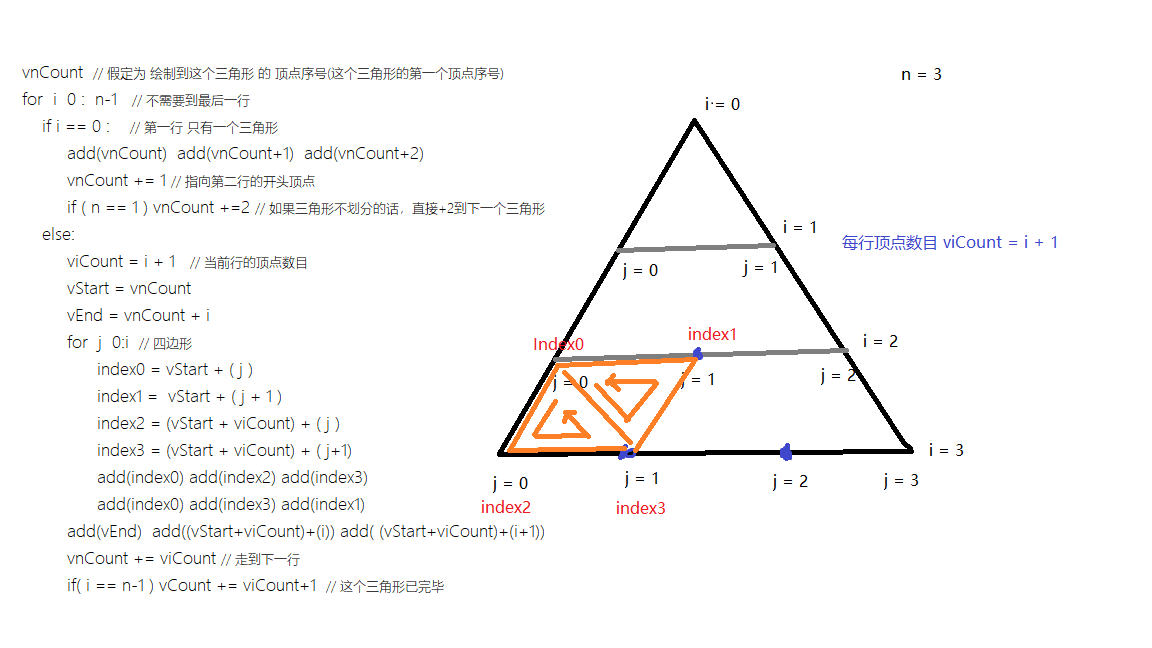 vnCount // 假定为 绘制到这个三角形 的 顶点序号(这个三角形的第一个顶点序号)
for i 0 : n-1 // 不需要到最后一行
if i == 0 : // 第一行 只有一个三角形
add(vnCount) add(vnCount+1) add(vnCount+2)
vnCount += 1 // 指向第二行的开头顶点
if ( n == 1 ) vnCount +=2 // 如果三角形不划分的话，直接+2到下一个三角形
else:
viCount = i + 1 // 当前行的顶点数目
vStart = vnCount
vEnd = vnCount + i
for j 0:i // 四边形
index0 = vStart + ( j )
index1 = vStart + ( j + 1 )
index2 = (vStart + viCount) + ( j )
index3 = (vStart + viCount) + ( j+1)
add(index0) add(index2) add(index3)
add(index0) add(index3) add(index1)
add(vEnd) add((vStart+viCount)+(i)) add( (vStart+viCount)+(i+1))
vnCount += viCount // 走到下一行
if( i == n-1 ) vCount += viCount+1 // 这个三角形已完毕
n = 3
i = 0
i = 1
每行顶点数目 viCount = i + 1
j = 0
j = 1
index1
Index0
i = 2
j = 0
j = 1
j = 2
i = 3
j = 0
j = 1
j = 2
j = 3
index2
index3